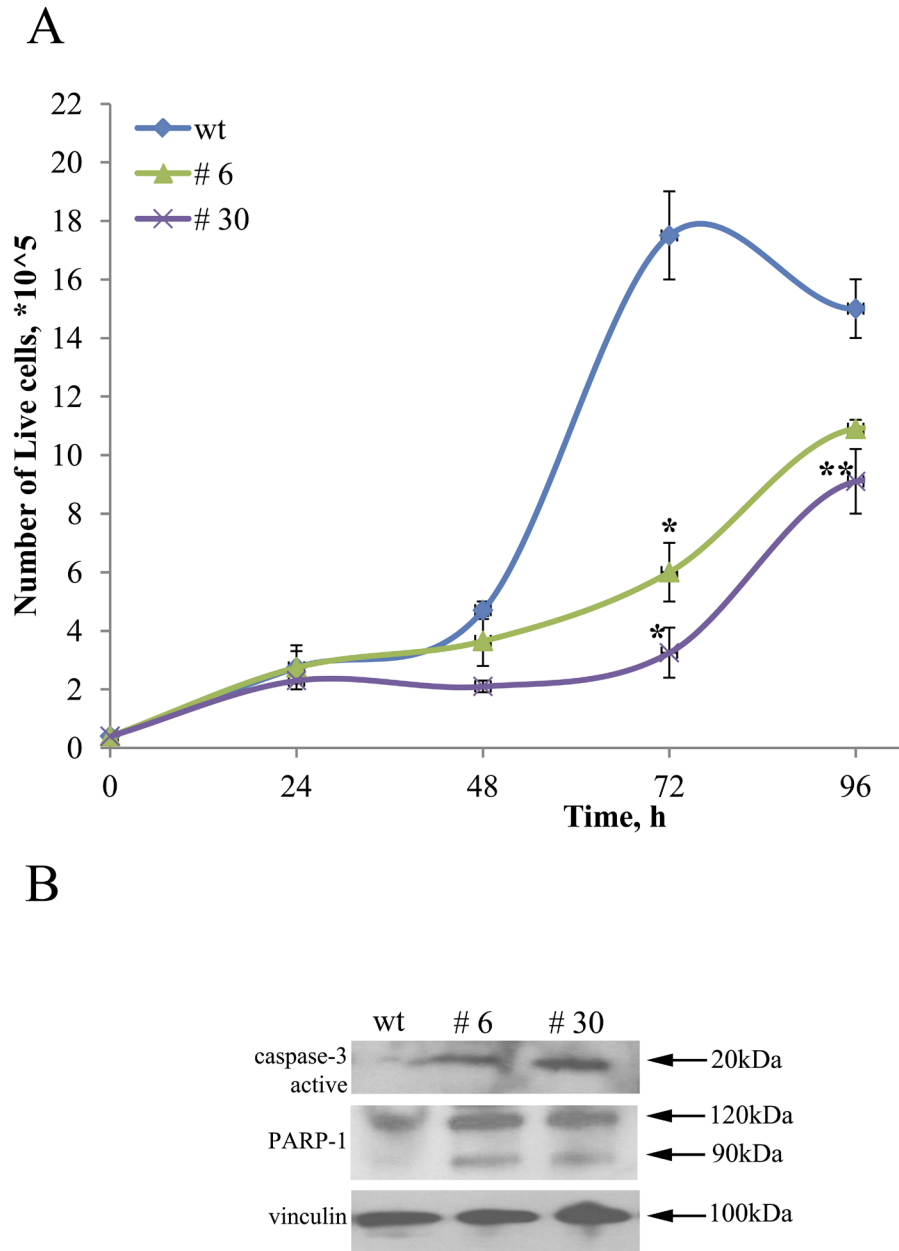 A
22
20
18
16
14
12
10
8
6
4
2
0
Number of Live cells, *10^5
wt
# 6
# 30
*
*
**
0 24 48 72 96
Time, h
B
wt # 6 # 30
caspase-3
active
20kDa
PARP-1
120kDa
90kDa
vinculin
100kDa